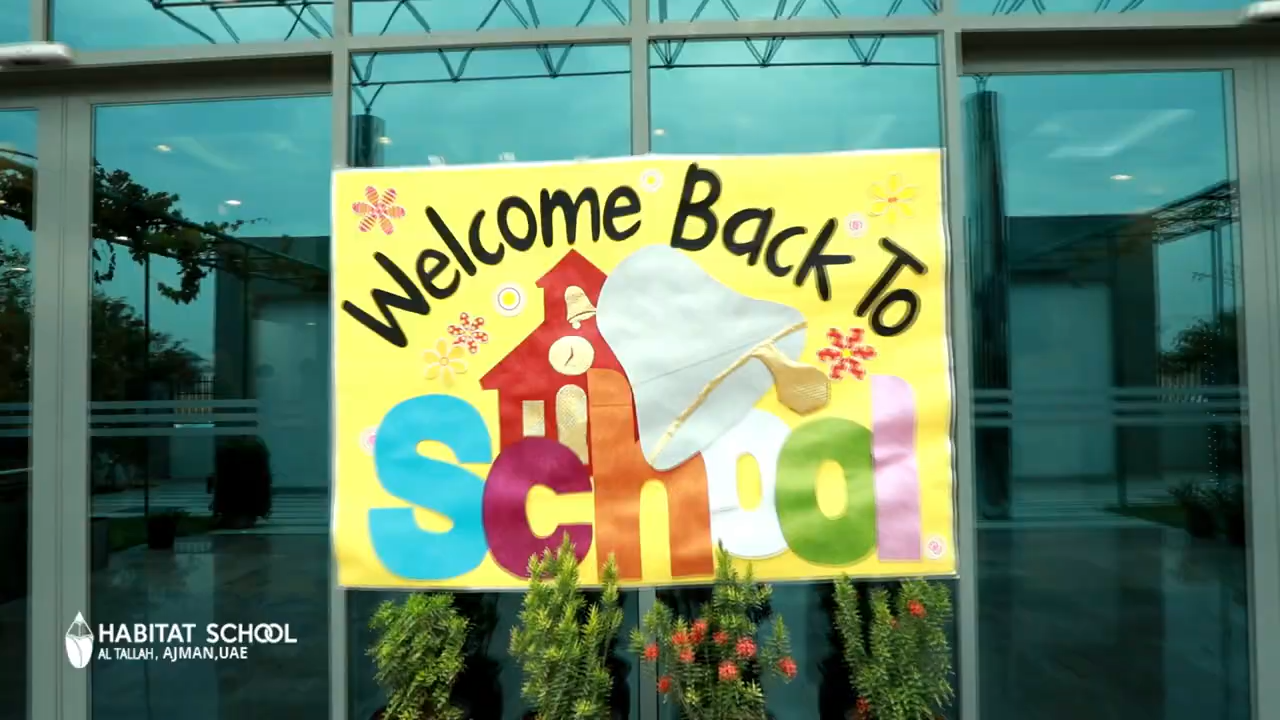 Welcome Back To
School
HABITAT SCHOOL
AL TALLAH, AJMAN,UAE